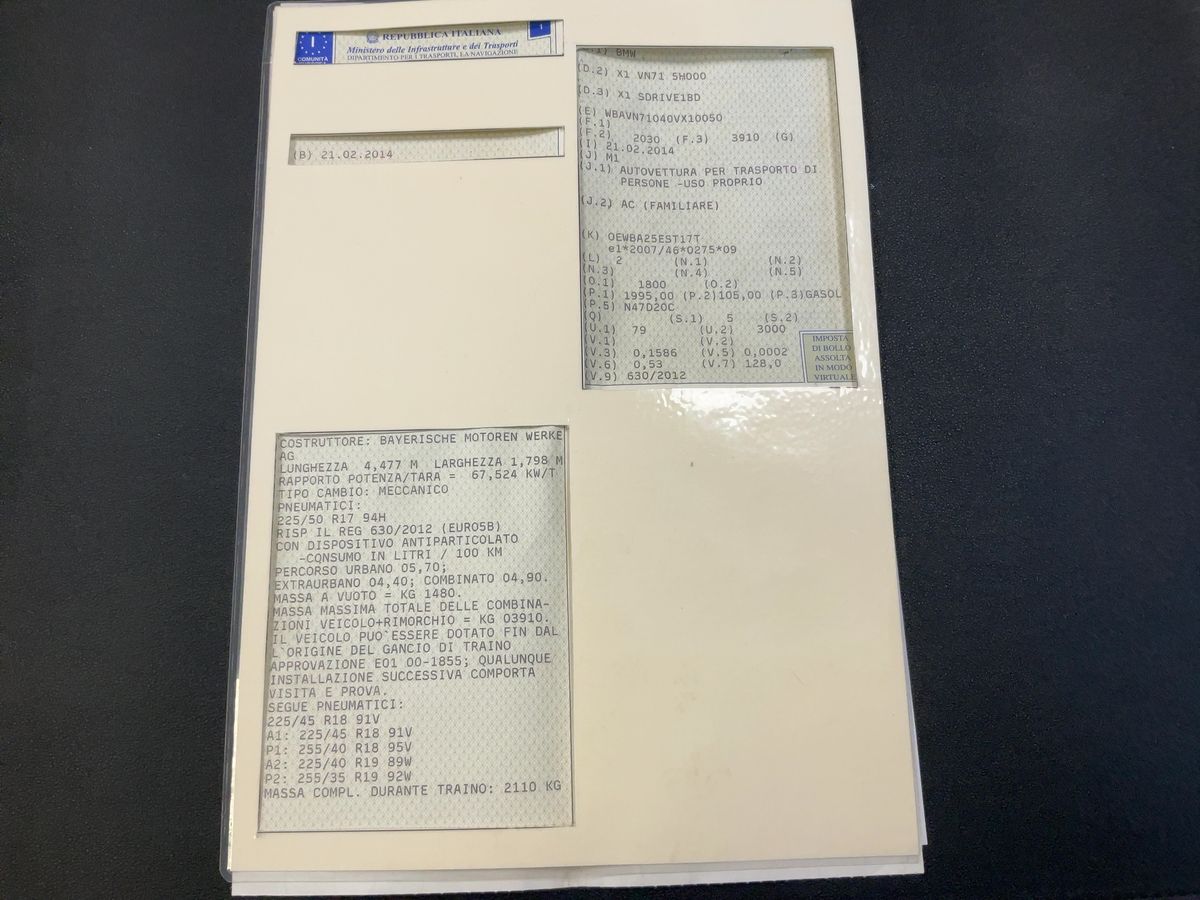 I
COMUNITÀ
REPUBBLICA ITALIANA
Ministero delle Infrastrutture e dei Trasporti
DIPARTIMENTO PER I TRASPORTI, LA NAVIGAZIONE
1
(B) 21.02.2014
BMW
(D.2) X1 VN71 5H000
(D.3) X1 SDRIVE18D
(E) WBAVN71040VX10050
(F.1)
(F.2) 2030 (F.3) 3910 (G)
(I) 21.02.2014
(J) M1
(J.1) AUTOVETTURA PER TRASPORTO DI
PERSONE -USO PROPRIO
(J.2) AC (FAMILIARE)
(K) OEWBA25EST17T
e1*2007/46*0275*09
(L) 2 (N.1) (N.2)
(N.3) (N.4) (N.5)
(O.1) 1800 (O.2)
(P.1) 1995,00 (P.2)105,00 (P.3)GASOL
(P.5) N47D20C
(Q) (S.1) 5 (S.2)
(U.1) 79 (U.2) 3000
(V.1) (V.2)
(V.3) 0,1586 (V.5) 0,0002
(V.6) 0,53 (V.7) 128,0
(V.9) 630/2012
IMPOSTA
DI BOLLO
ASSOLTA
IN MODO
VIRTUALE
COSTRUTTORE: BAYERISCHE MOTOREN WERKE
AG
LUNGHEZZA 4,477 M LARGHEZZA 1,798 M
RAPPORTO POTENZA/TARA = 67,524 KW/T
TIPO CAMBIO: MECCANICO
PNEUMATICI:
225/50 R17 94H
RISP IL REG 630/2012 (EURO5B)
CON DISPOSITIVO ANTIPARTICOLATO
-CONSUMO IN LITRI / 100 KM
PERCORSO URBANO 05,70;
EXTRAURBANO 04,40; COMBINATO 04,90.
MASSA A VUOTO = KG 1480.
MASSA MASSIMA TOTALE DELLE COMBINA-
ZIONI VEICOLO+RIMORCHIO = KG 03910.
IL VEICOLO PUO`ESSERE DOTATO FIN DAL
L`ORIGINE DEL GANCIO DI TRAINO
APPROVAZIONE E01 00-1855; QUALUNQUE
INSTALLAZIONE SUCCESSIVA COMPORTA
VISITA E PROVA.
SEGUE PNEUMATICI:
225/45 R18 91V
A1: 225/45 R18 91V
P1: 255/40 R18 95V
A2: 225/40 R19 89W
P2: 255/35 R19 92W
MASSA COMPL. DURANTE TRAINO: 2110 KG